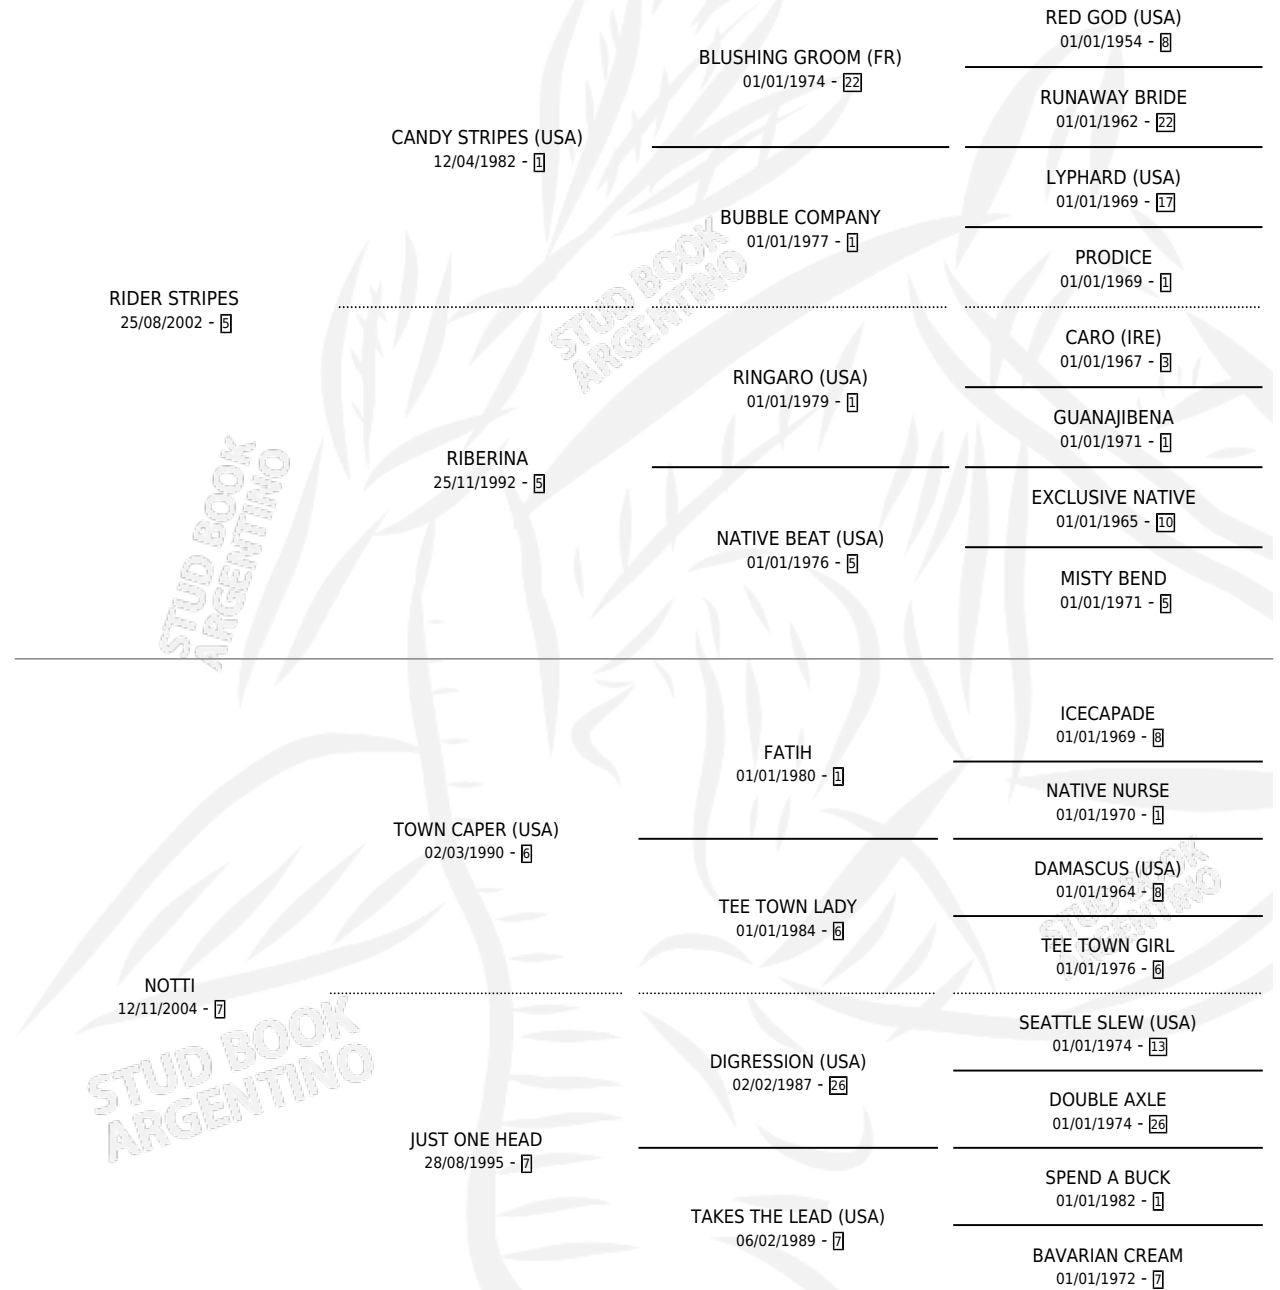 RED GOD (USA)
01/01/1954 - 8
BLUSHING GROOM (FR)
01/01/1974 - 22
RUNAWAY BRIDE
01/01/1962 - 22
CANDY STRIPES (USA)
12/04/1982 - 1
LYPHARD (USA)
01/01/1969 - 17
BUBBLE COMPANY
01/01/1977 - 1
PRODICE
01/01/1969 - 1
RIDER STRIPES
25/08/2002 - 5
CARO (IRE)
01/01/1967 - 3
RINGARO (USA)
01/01/1979 - 1
GUANAJIBENA
01/01/1971 - 1
RIBERINA
25/11/1992 - 5
EXCLUSIVE NATIVE
01/01/1965 - 10
NATIVE BEAT (USA)
01/01/1976 - 5
MISTY BEND
01/01/1971 - 5
STUD BOOK
ARGENTINO
STUD BOOK
ARGENTINO
ICECAPADE
01/01/1969 - 8
FATIH
01/01/1980 - 1
NATIVE NURSE
01/01/1970 - 1
TOWN CAPER (USA)
02/03/1990 - 6
DAMASCUS (USA)
01/01/1964 - 8
TEE TOWN LADY
01/01/1984 - 6
TEE TOWN GIRL
01/01/1976 - 6
STUD BOOK
ARGENTINO
NOTTI
12/11/2004 - 7
SEATTLE SLEW (USA)
01/01/1974 - 13
DIGRESSION (USA)
02/02/1987 - 26
DOUBLE AXLE
01/01/1974 - 26
STUD BOOK
ARGENTINO
JUST ONE HEAD
28/08/1995 - 7
SPEND A BUCK
01/01/1982 - 1
TAKES THE LEAD (USA)
06/02/1989 - 7
BAVARIAN CREAM
01/01/1972 - 7